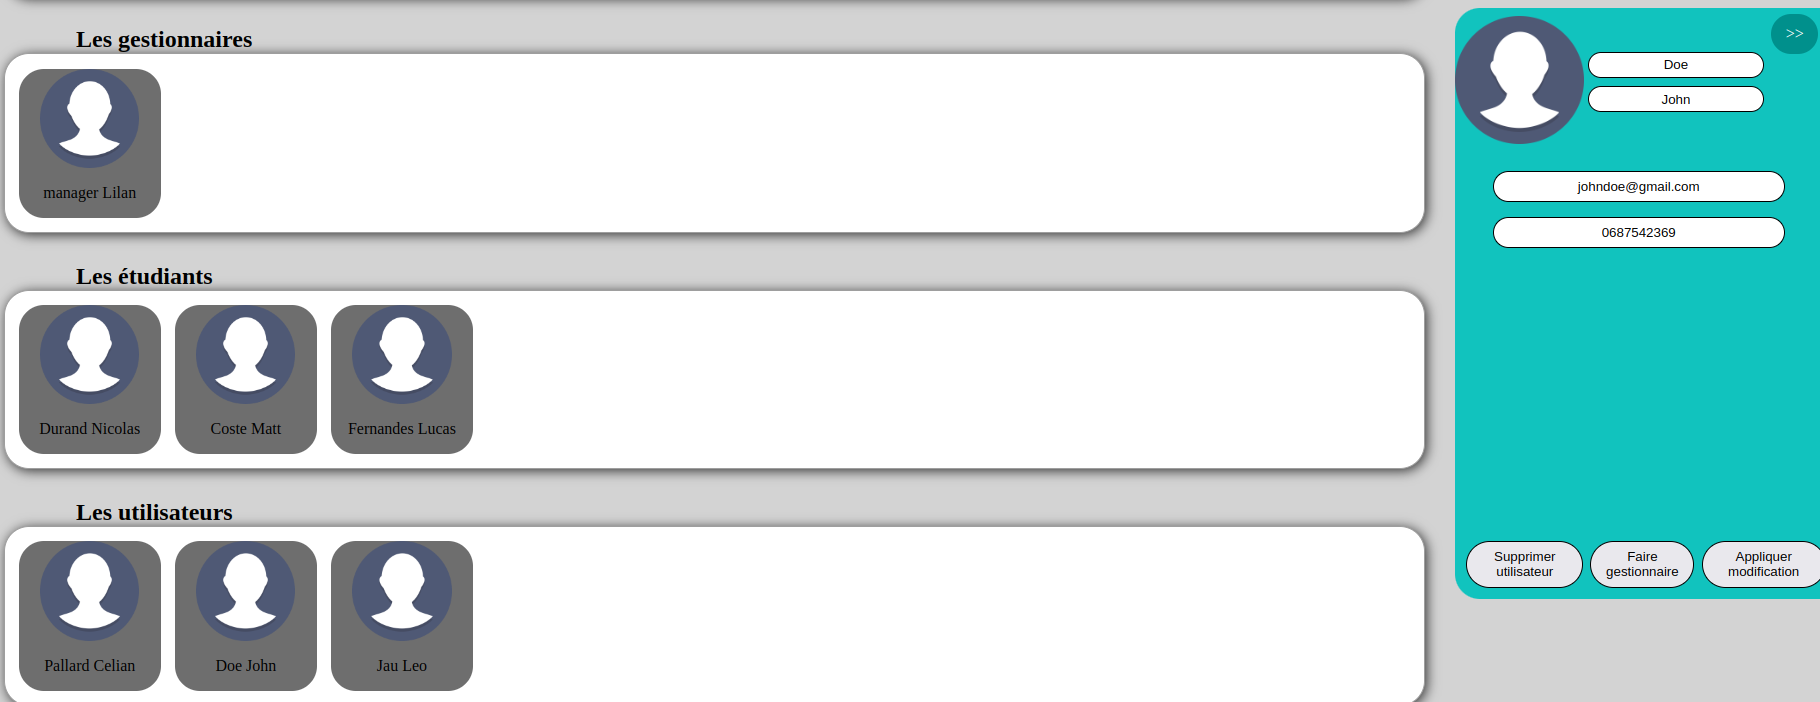 Les gestionnaires
manager Lilan
Les étudiants
Durand Nicolas
Coste Matt
Fernandes Lucas
Les utilisateurs
Pallard Celian
Doe John
Jau Leo
>>
Doe
John
johndoe@gmail.com
0687542369
Supprimer
utilisateur
Faire
gestionnaire
Appliquer
modification